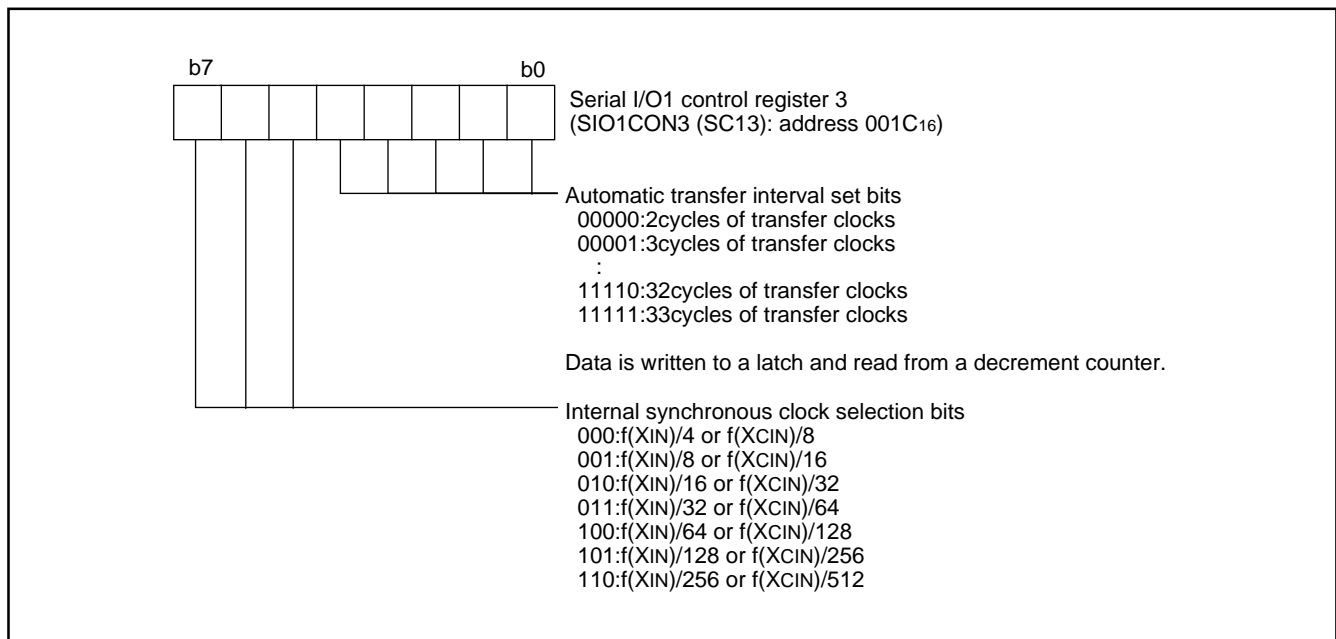 b7 b0
Serial I/O1 control register 3
(SIO1CON3 (SC13): address 001C16)
Automatic transfer interval set bits
00000:2cycles of transfer clocks
00001:3cycles of transfer clocks
:
11110:32cycles of transfer clocks
11111:33cycles of transfer clocks
Data is written to a latch and read from a decrement counter.
Internal synchronous clock selection bits
000:f(XIN)/4 or f(XCIN)/8
001:f(XIN)/8 or f(XCIN)/16
010:f(XIN)/16 or f(XCIN)/32
011:f(XIN)/32 or f(XCIN)/64
100:f(XIN)/64 or f(XCIN)/128
101:f(XIN)/128 or f(XCIN)/256
110:f(XIN)/256 or f(XCIN)/512